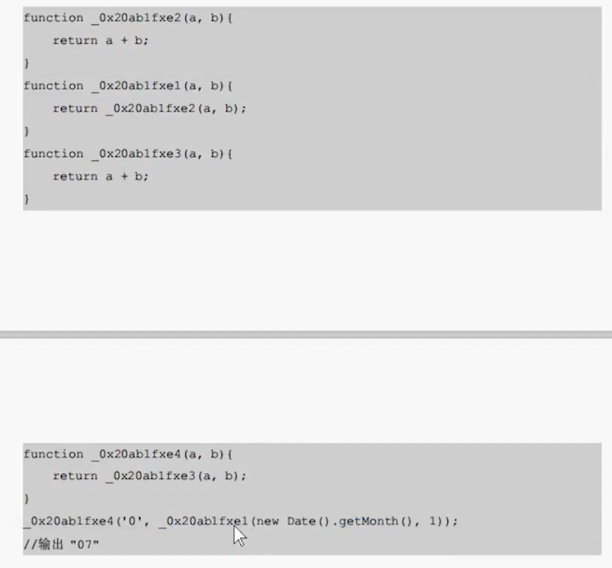 function _0x20ab1fxe2(a, b){
    return a + b;
}
function _0x20ab1fxe1(a, b){
    return _0x20ab1fxe2(a, b);
}
function _0x20ab1fxe3(a, b){
    return a + b;
}
function _0x20ab1fxe4(a, b){
    return _0x20ab1fxe3(a, b);
}
_0x20ab1fxe4('0', _0x20ab1fxe1(new Date().getMonth(), 1));
//输出 "07"